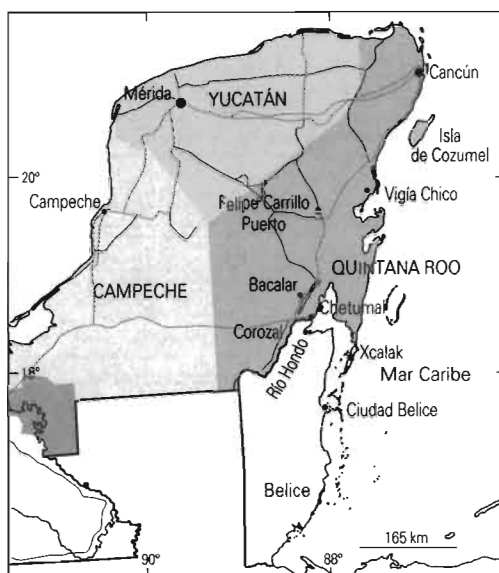 Cancún
Mérida
YUCATÁN
Isla
de Cozumel
20°
Campeche
Felipe Carrillo
Puerto
Vigía Chico
QUINTANA ROO
CAMPECHE
Bacalar
Chetumal
Corozal
Río Hondo
Xcalak
18°
Mar Caribe
Ciudad Belice
Belice
165 km
90°
88°